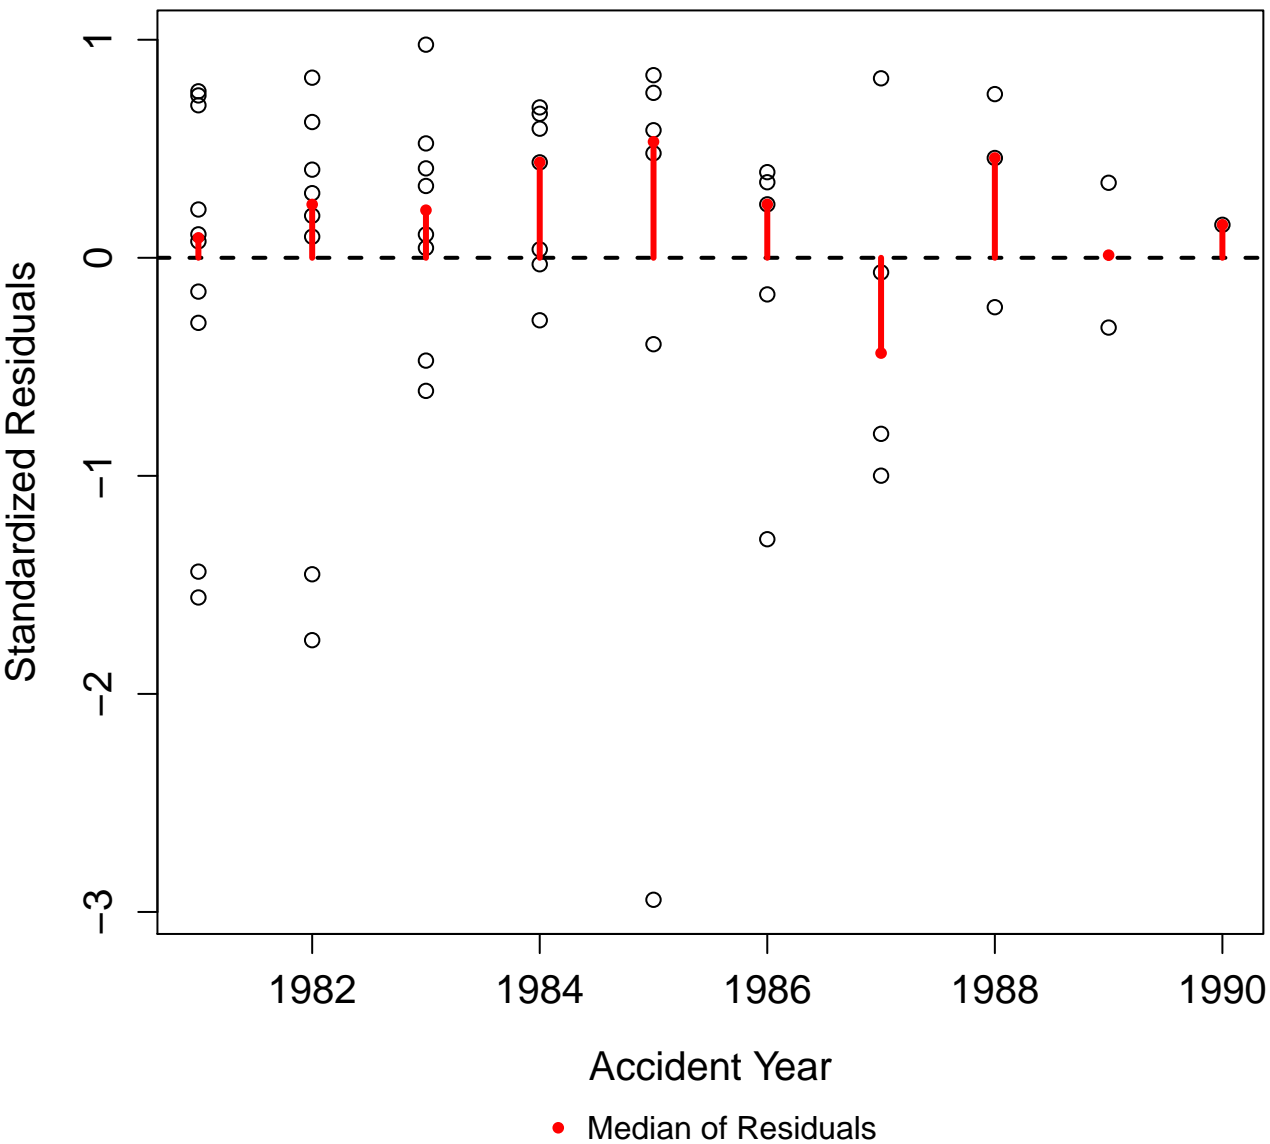 Standardized Residuals
1
0
−1
−2
−3
1982 1984 1986 1988 1990
Accident Year
Median of Residuals